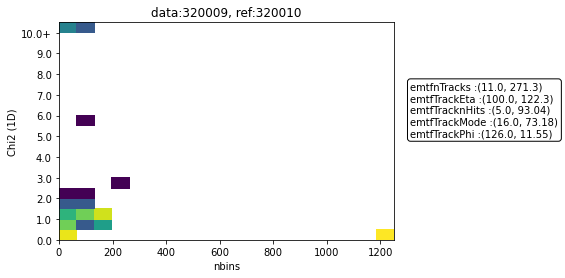 data:320009, ref:320010
10.0+
9.0
8.0
7.0
6.0
5.0
4.0
3.0
2.0
1.0
0.0
Chi2 (1D)
0 200 400 600 800 1000 1200
nbins
emtfnTracks :(11.0, 271.3)
emtfTrackEta :(100.0, 122.3)
emtfTracknHits :(5.0, 93.04)
emtfTrackMode :(16.0, 73.18)
emtfTrackPhi :(126.0, 11.55)